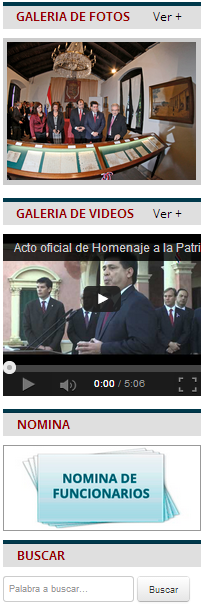 GALERIA DE FOTOS Ver +
GALERIA DE VIDEOS Ver +
Acto oficial de Homenaje a la Patri
0:00 / 5:06
NOMINA
NOMINA DE
FUNCIONARIOS
BUSCAR
Palabra a buscar... Buscar